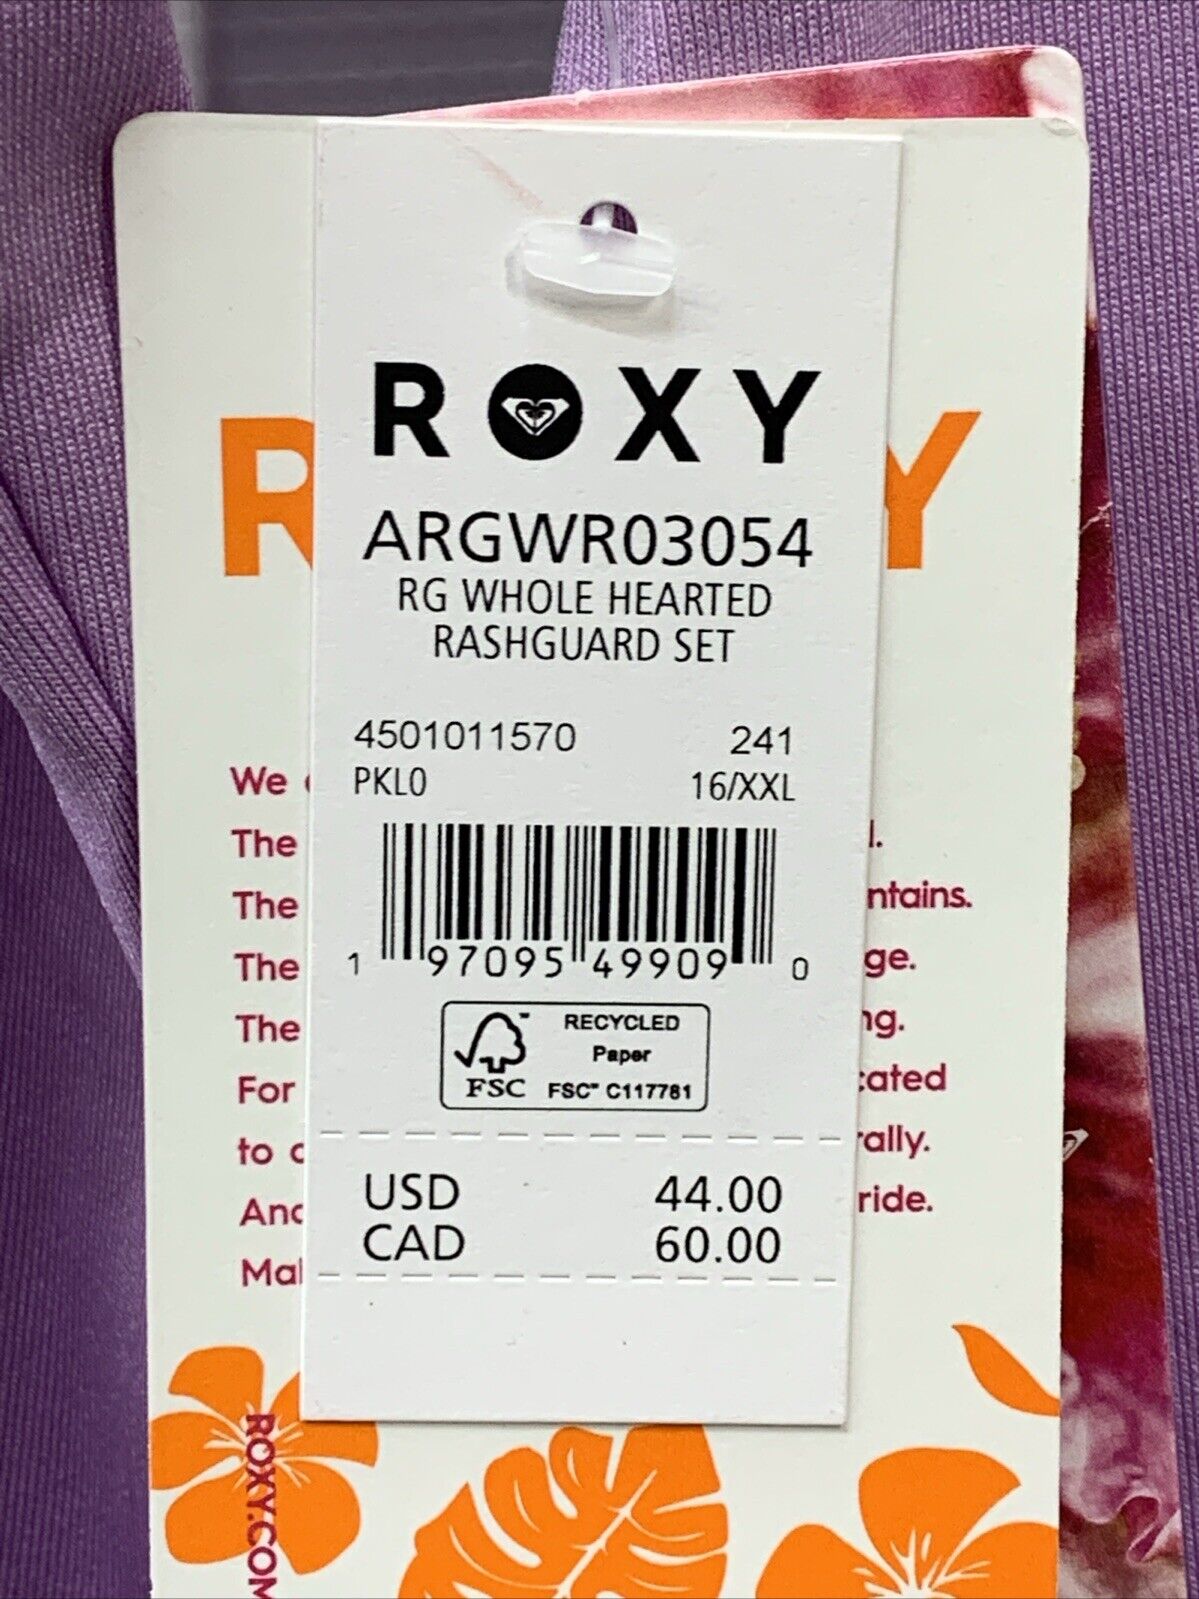 ROXY
ARGWR03054
RG WHOLE HEARTED
RASHGUARD SET
4501011570 241
PKL0 16/XXL
1 97095 49909 0
FSC RECYCLED
Paper
FSC™ C117781
USD 44.00
CAD 60.00
R Y
We
The l.
The ntains.
The ge.
The ng.
For cated
to rally.
And ride.
Mal
ROXY.COM